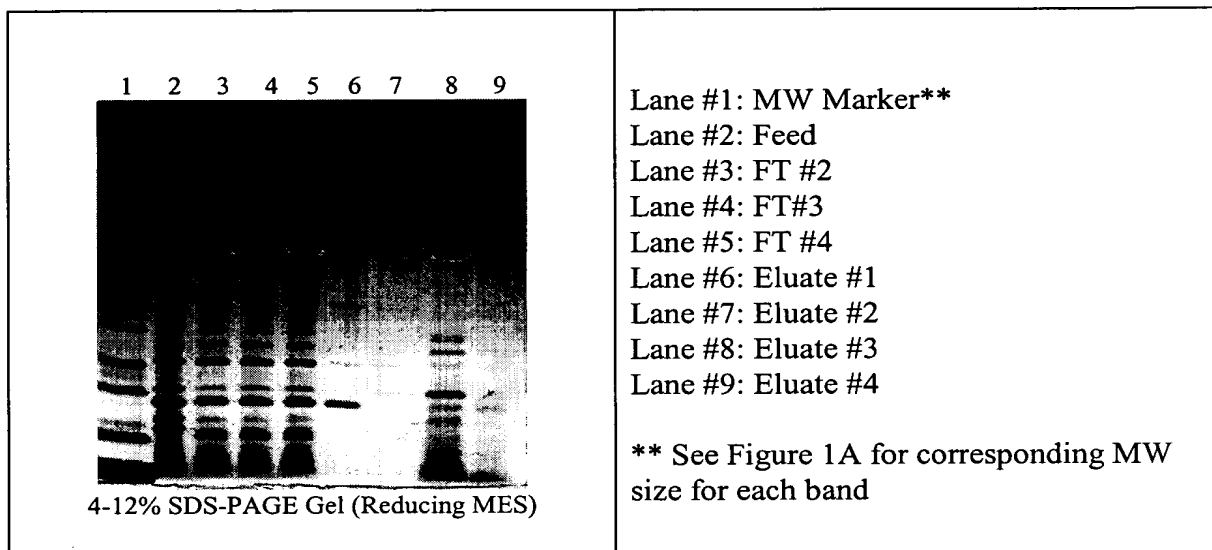 1 2 3 4 5 6 7 8 9
4-12% SDS-PAGE Gel (Reducing MES)
Lane #1: MW Marker**
Lane #2: Feed
Lane #3: FT #2
Lane #4: FT#3
Lane #5: FT #4
Lane #6: Eluate #1
Lane #7: Eluate #2
Lane #8: Eluate #3
Lane #9: Eluate #4
** See Figure 1A for corresponding MW
size for each band